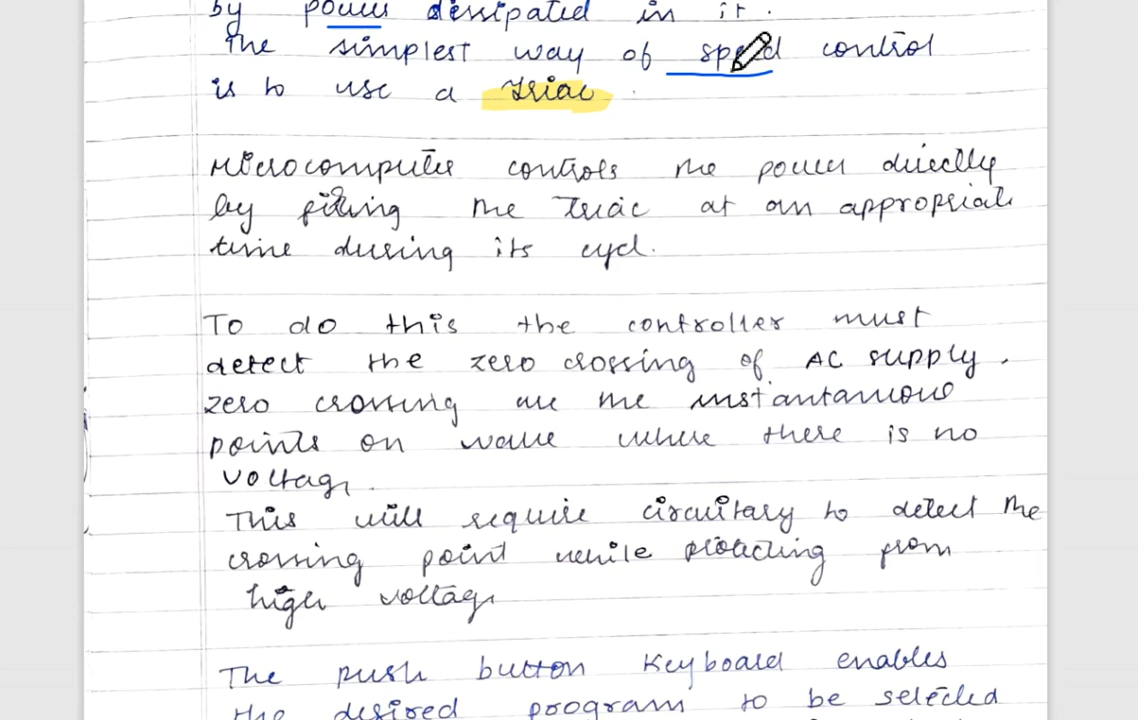 by power dessipated in it.
The simplest way of speed control
is to use a triac.
Microcomputer controls the power directly
by firing the Triac at an appropriate
time during its cycl.
To do this the controller must
detect the zero crossing of AC supply.
zero crossing are the instantanious
points on wave where there is no
voltage.
This will require circuitary to detect the
crossing point while protecting from
higher voltage
The push button Keyboard enables
the desired program to be selected